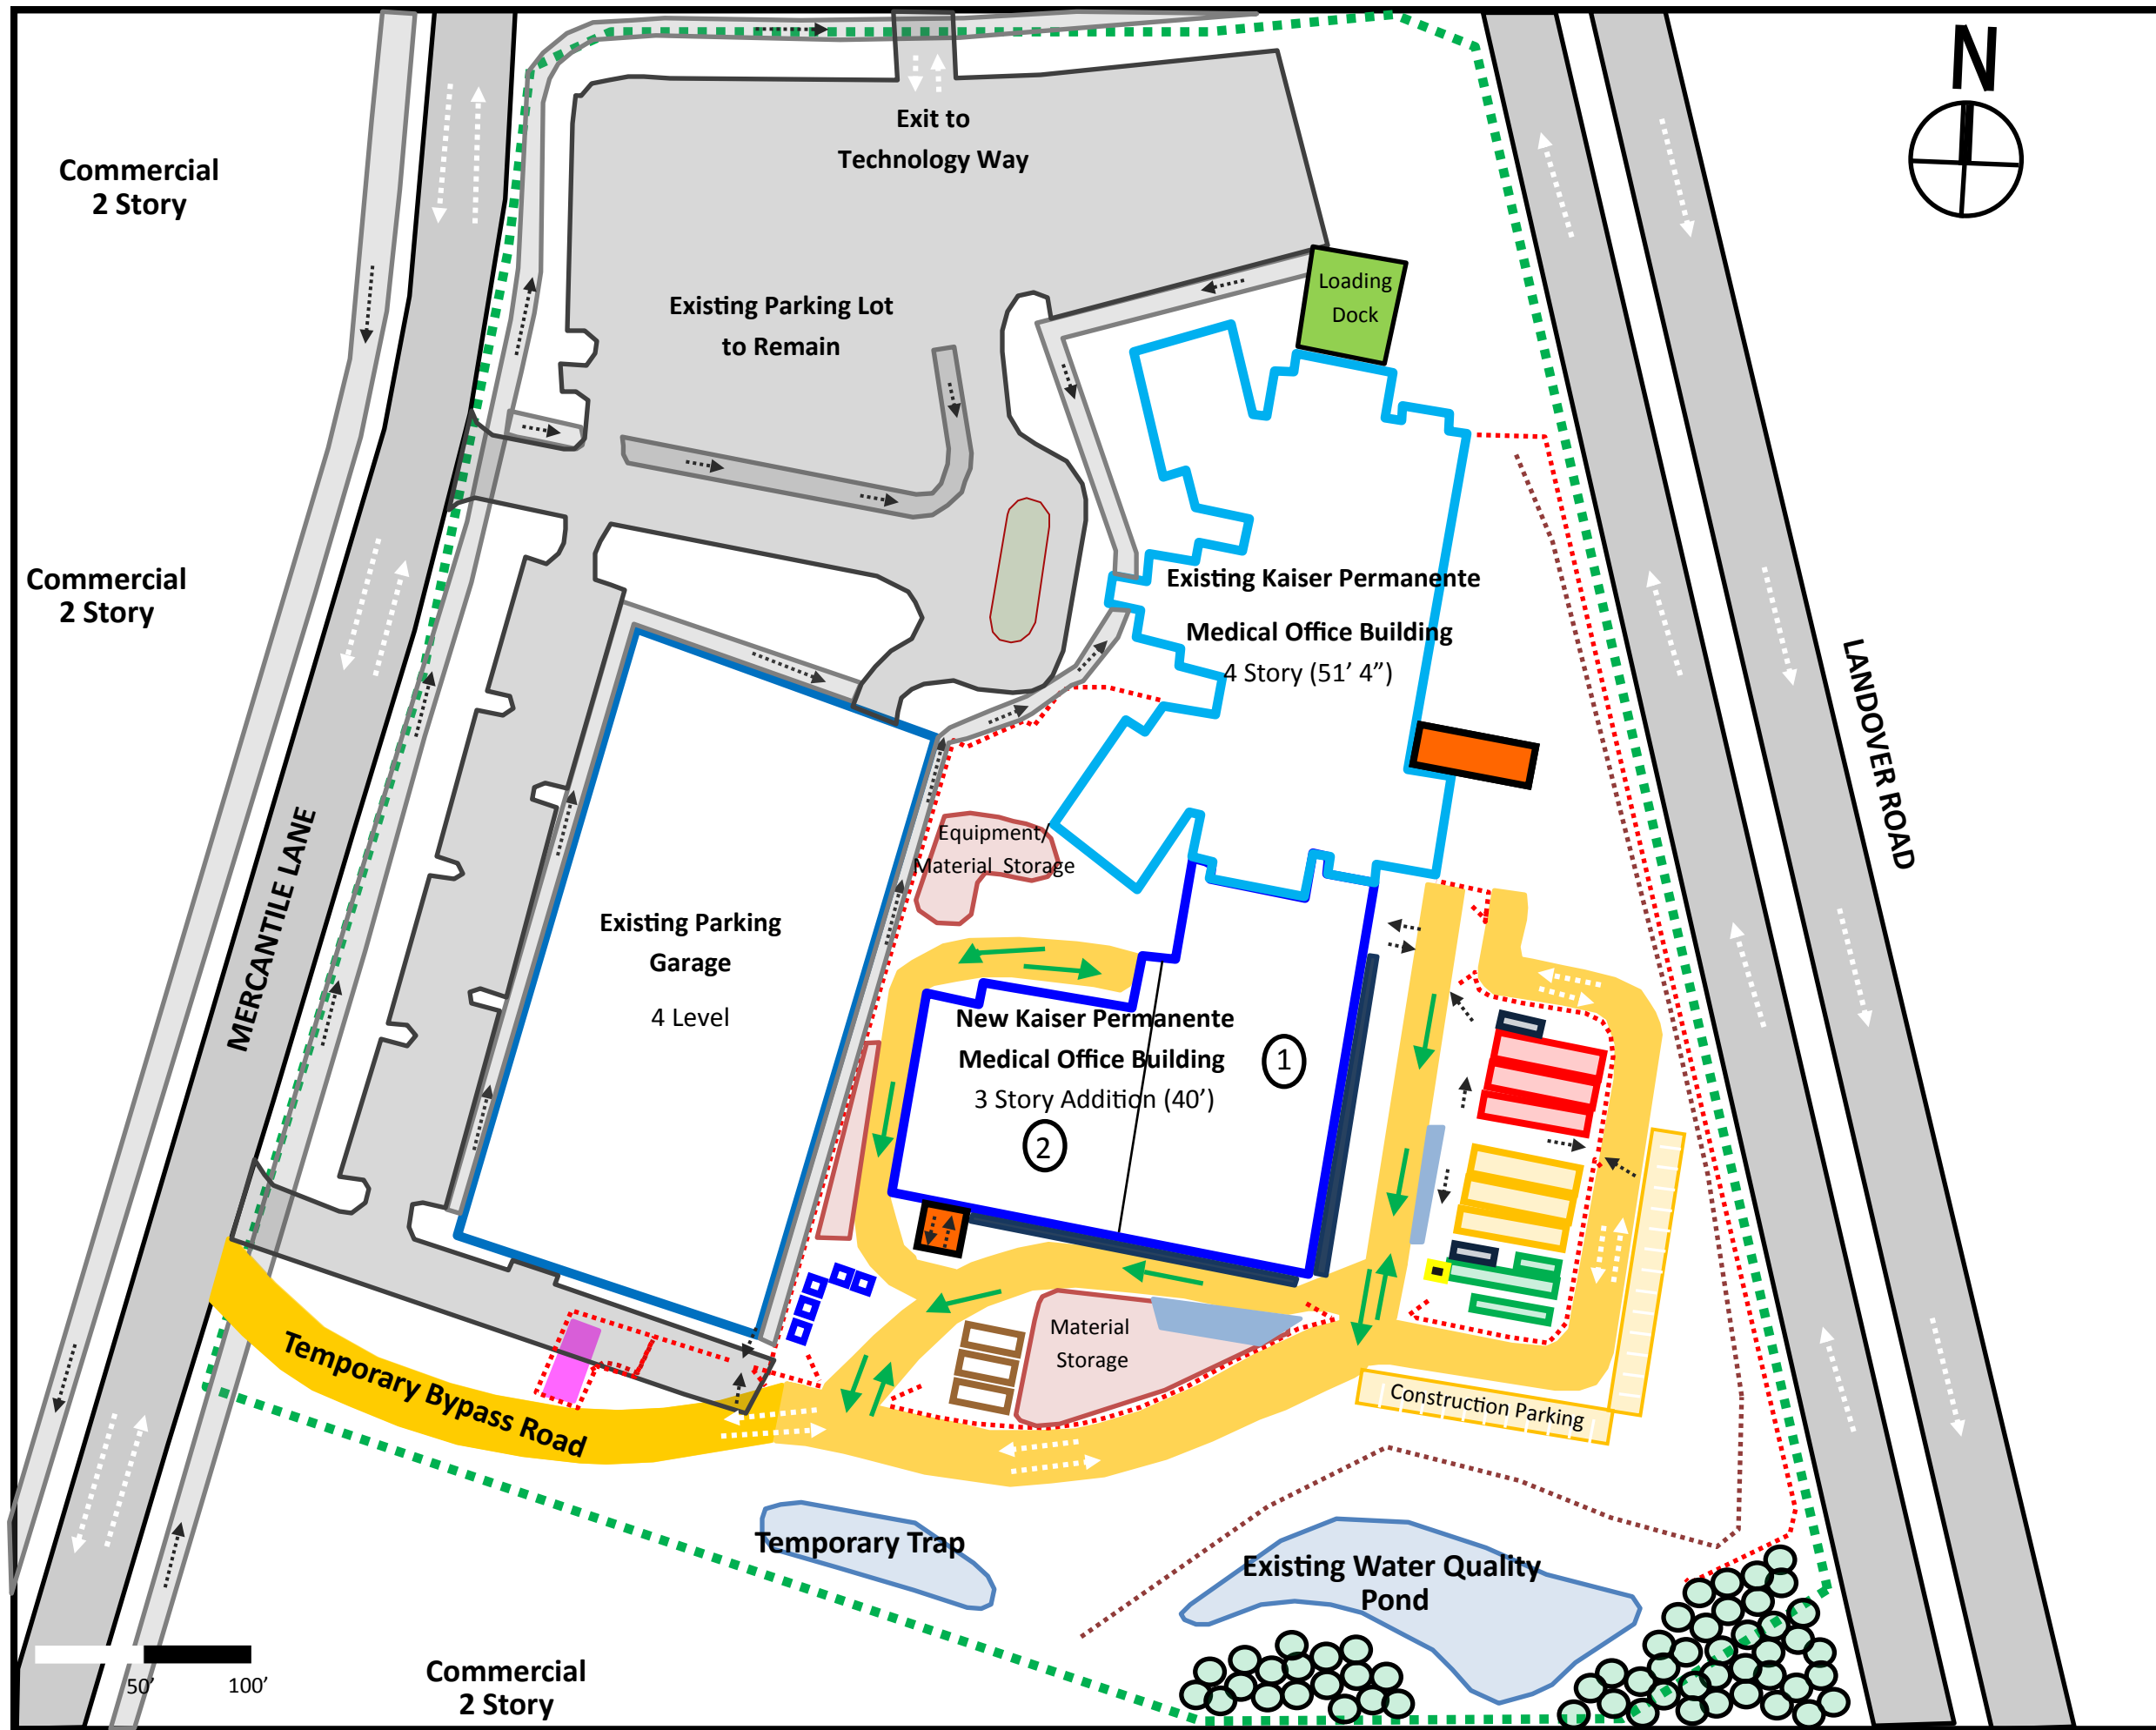 N
Exit to
Technology Way
Commercial
2 Story
Loading
Dock
Existing Parking Lot
to Remain
Commercial
2 Story
Existing Kaiser Permanente
Medical Office Building
4 Story (51’ 4”)
LANDOVER ROAD
MERCANTILE LANE
Equipment/
Material Storage
Existing Parking
Garage
4 Level
New Kaiser Permanente
Medical Office Building
3 Story Addition (40’)
1
2
Material
Storage
Temporary Bypass Road
Construction Parking
Temporary Trap
Existing Water Quality
Pond
50’
100’
Commercial
2 Story